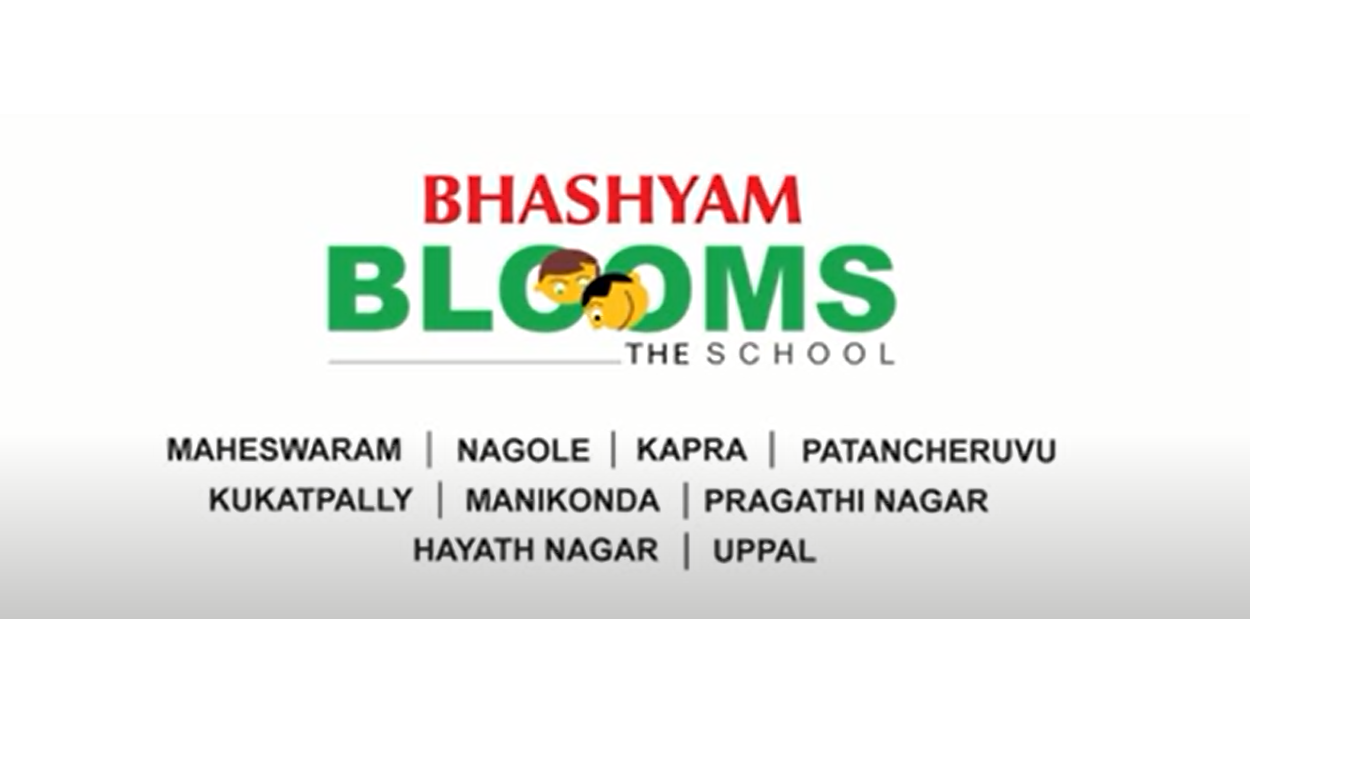 BHASHYAM
BLOOMS
THE SCHOOL
MAHESWARAM | NAGOLE | KAPRA | PATANCHERUVU
KUKATPALLY | MANIKONDA | PRAGATHI NAGAR
HAYATH NAGAR | UPPAL